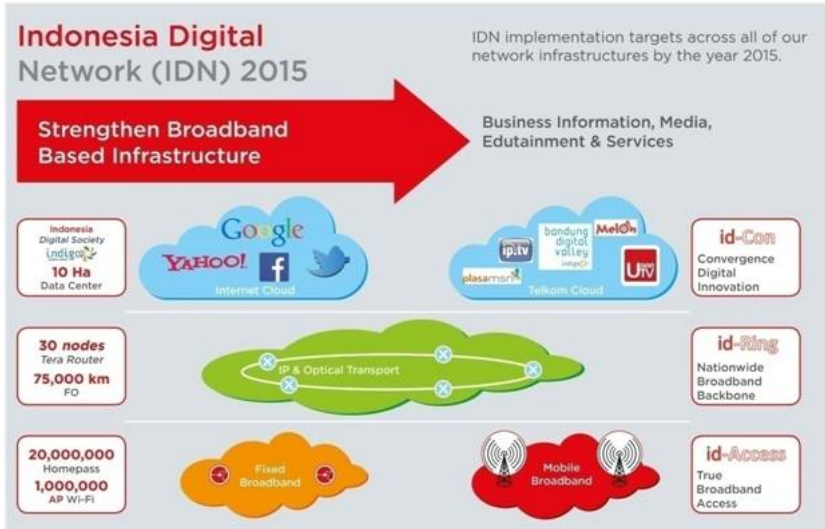 Indonesia Digital
Network (IDN) 2015
IDN implementation targets across all of our
network infrastructures by the year 2015.
Strengthen Broadband
Based Infrastructure
Business Information, Media,
Edutainment & Services
Indonesia
Digital Society
indigo
10 Ha
Data Center
Google
YAHOO!
f
Internet Cloud
ip.tv
bandung
digital
valley
indigo
MelOn
plasamsn
UseeTV
Telkom Cloud
id-Con
Convergence
Digital
Innovation
30 nodes
Tera Router
75,000 km
FO
IP & Optical Transport
id-Ring
Nationwide
Broadband
Backbone
20,000,000
Homepass
1,000,000
AP Wi-Fi
Fixed
Broadband
Mobile
Broadband
id-Access
True
Broadband
Access